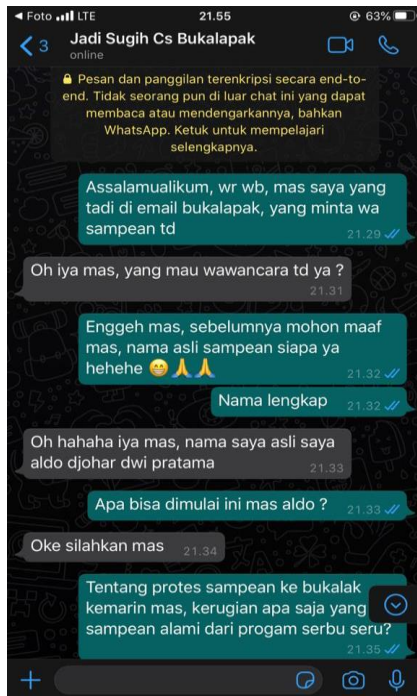 Foto LTE 21.55 63%
3 Jadi Sugih Cs Bukalapak
online
Pesan dan panggilan terenkripsi secara end-to-
end. Tidak seorang pun di luar chat ini yang dapat
membaca atau mendengarkannya, bahkan
WhatsApp. Ketuk untuk mempelajari
selengkapnya.
Assalamualikum, wr wb, mas saya yang
tadi di email bukalapak, yang minta wa
sampean td
21.29
Oh iya mas, yang mau wawancara td ya ?
21.31
Enggeh mas, sebelumnya mohon maaf
mas, nama asli sampean siapa ya
hehehe 😁🙏🙏
21.32
Nama lengkap 21.32
Oh hahaha iya mas, nama saya asli saya
aldo djohar dwi pratama
21.33
Apa bisa dimulai ini mas aldo ? 21.33
Oke silahkan mas 21.34
Tentang protes sampean ke bukalak
kemarin mas, kerugian apa saja yang
sampean alami dari progam serbu seru?
21.35